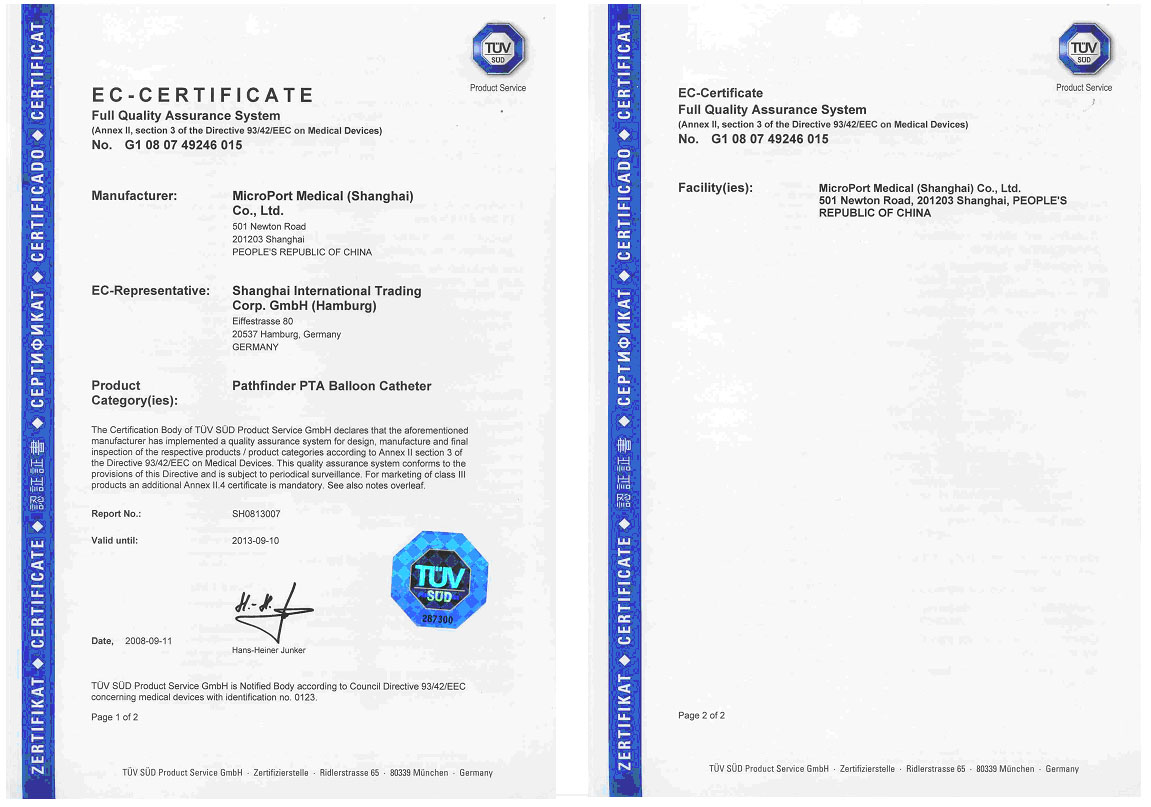 TÜV
SÜD
Product Service
EC-CERTIFICATE
Full Quality Assurance System
(Annex II, section 3 of the Directive 93/42/EEC on Medical Devices)
No. G1 08 07 49246 015
Manufacturer: MicroPort Medical (Shanghai)
Co., Ltd.
501 Newton Road
201203 Shanghai
PEOPLE'S REPUBLIC OF CHINA
EC-Representative: Shanghai International Trading
Corp. GmbH (Hamburg)
Eiffestrasse 80
20537 Hamburg, Germany
GERMANY
Product Pathfinder PTA Balloon Catheter
Category(ies):
The Certification Body of TÜV SÜD Product Service GmbH declares that the aforementioned
manufacturer has implemented a quality assurance system for design, manufacture and final
inspection of the respective products / product categories according to Annex II section 3 of
the Directive 93/42/EEC on Medical Devices. This quality assurance system conforms to the
provisions of this Directive and is subject to periodical surveillance. For marketing of class III
products an additional Annex II.4 certificate is mandatory. See also notes overleaf.
Report No.: SH0813007
Valid until: 2013-09-10
TÜV
SÜD
287300
H.-H.
Date, 2008-09-11
Hans-Heiner Junker
TÜV SÜD Product Service GmbH is Notified Body according to Council Directive 93/42/EEC
concerning medical devices with identification no. 0123.
Page 1 of 2
TÜV SÜD Product Service GmbH · Zertifizierstelle · Ridlerstrasse 65 · 80339 München · Germany
ZERTIFIKAT ◆ CERTIFICATE ◆ 認証証書 ◆ СЕРТИФИКАТ ◆ CERTIFICADO ◆ CERTIFICAT
TÜV
SÜD
Product Service
EC-Certificate
Full Quality Assurance System
(Annex II, section 3 of the Directive 93/42/EEC on Medical Devices)
No. G1 08 07 49246 015
Facility(ies): MicroPort Medical (Shanghai) Co., Ltd.
501 Newton Road, 201203 Shanghai, PEOPLE'S
REPUBLIC OF CHINA
Page 2 of 2
TÜV SÜD Product Service GmbH · Zertifizierstelle · Ridlerstrasse 65 · 80339 München · Germany
ZERTIFIKAT ◆ CERTIFICATE ◆ 認証証書 ◆ СЕРТИФИКАТ ◆ CERTIFICADO ◆ CERTIFICAT